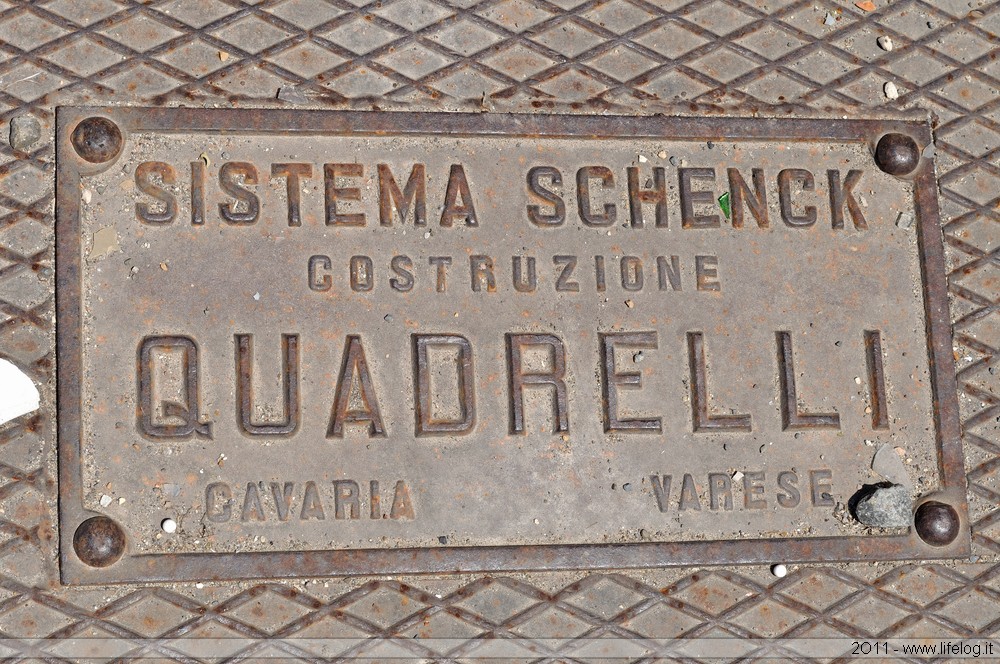 SISTEMA SCHENCK
COSTRUZIONE
QUADRELLI
CAVARIA VARESE
2011 - www.lifelog.it